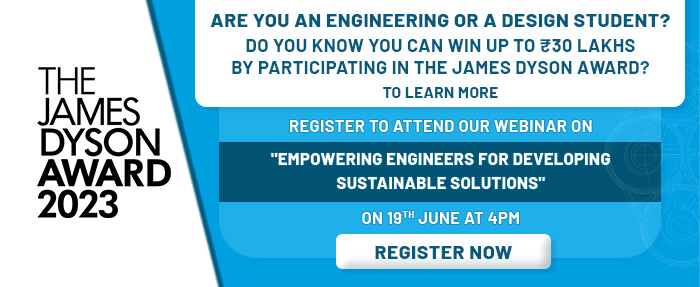 THE
JAMES
DYSON
AWARD
2023
ARE YOU AN ENGINEERING OR A DESIGN STUDENT?
DO YOU KNOW YOU CAN WIN UP TO ₹30 LAKHS
BY PARTICIPATING IN THE JAMES DYSON AWARD?
TO LEARN MORE
REGISTER TO ATTEND OUR WEBINAR ON
"EMPOWERING ENGINEERS FOR DEVELOPING
SUSTAINABLE SOLUTIONS"
ON 19TH JUNE AT 4PM
REGISTER NOW